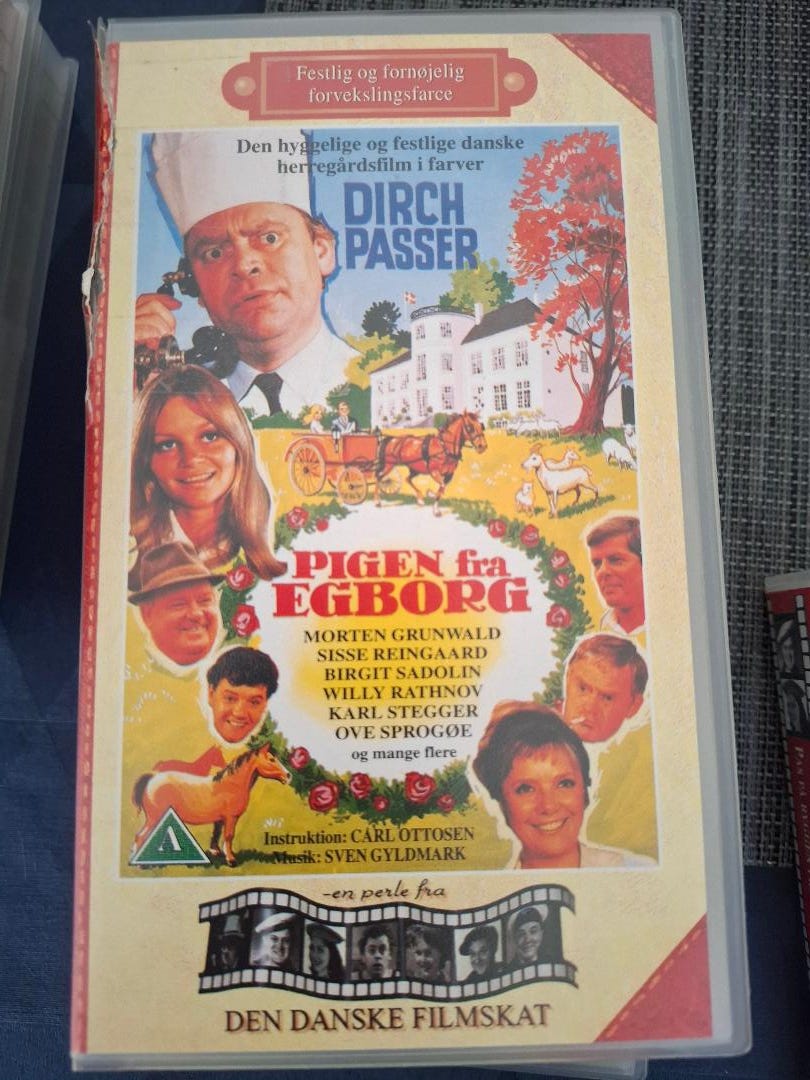 Festlig og fornøjelig
forvekslingsfarce
Den hyggelige og festlige danske
herregårdsfilm i farver
DIRCH
PASSER
PIGEN fra
EGBORG
MORTEN GRUNWALD
SISSE REINGAARD
BIRGIT SADOLIN
WILLY RATHNOV
KARL STEGGER
OVE SPROGØE
og mange flere
A
Instruktion: CARL OTTOSEN
Musik: SVEN GYLDMARK
-en perle fra
DEN DANSKE FILMSKAT